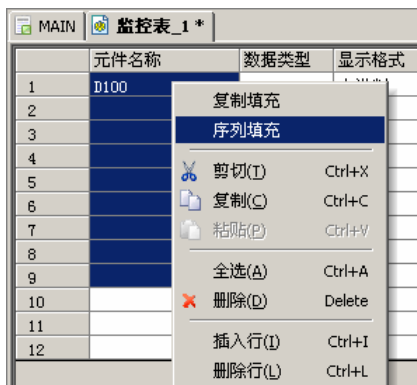 MAIN 监控表_1 *
元件名称 数据类型 显示格式
1 D100
复制填充
2
序列填充
3
4
剪切(T) Ctrl+X
5
复制(C) Ctrl+C
6
粘贴(P) Ctrl+V
7
8
全选(A) Ctrl+A
9
删除(D) Delete
10
11
插入行(I) Ctrl+I
12
删除行(L) Ctrl+L